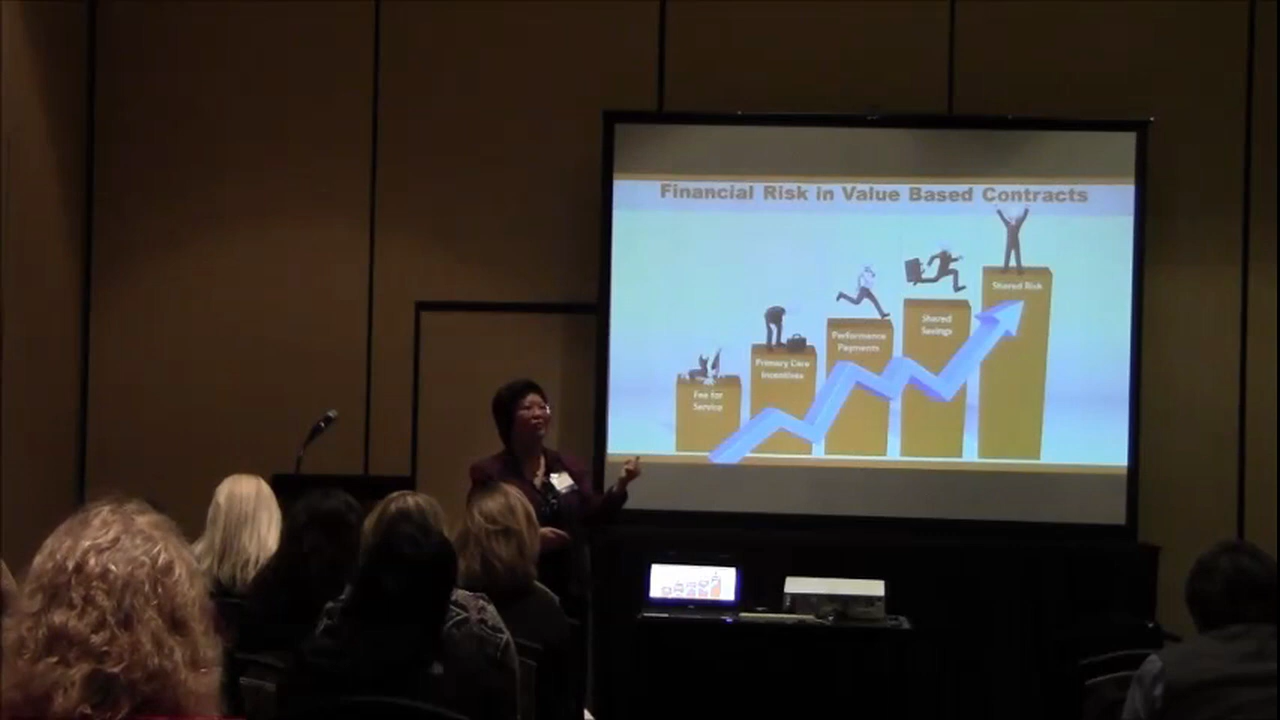 Financial Risk in Value Based Contracts
Shared Risk
Shared
Savings
Performance
Payments
Primary Care
Incentives
Fee for
Service